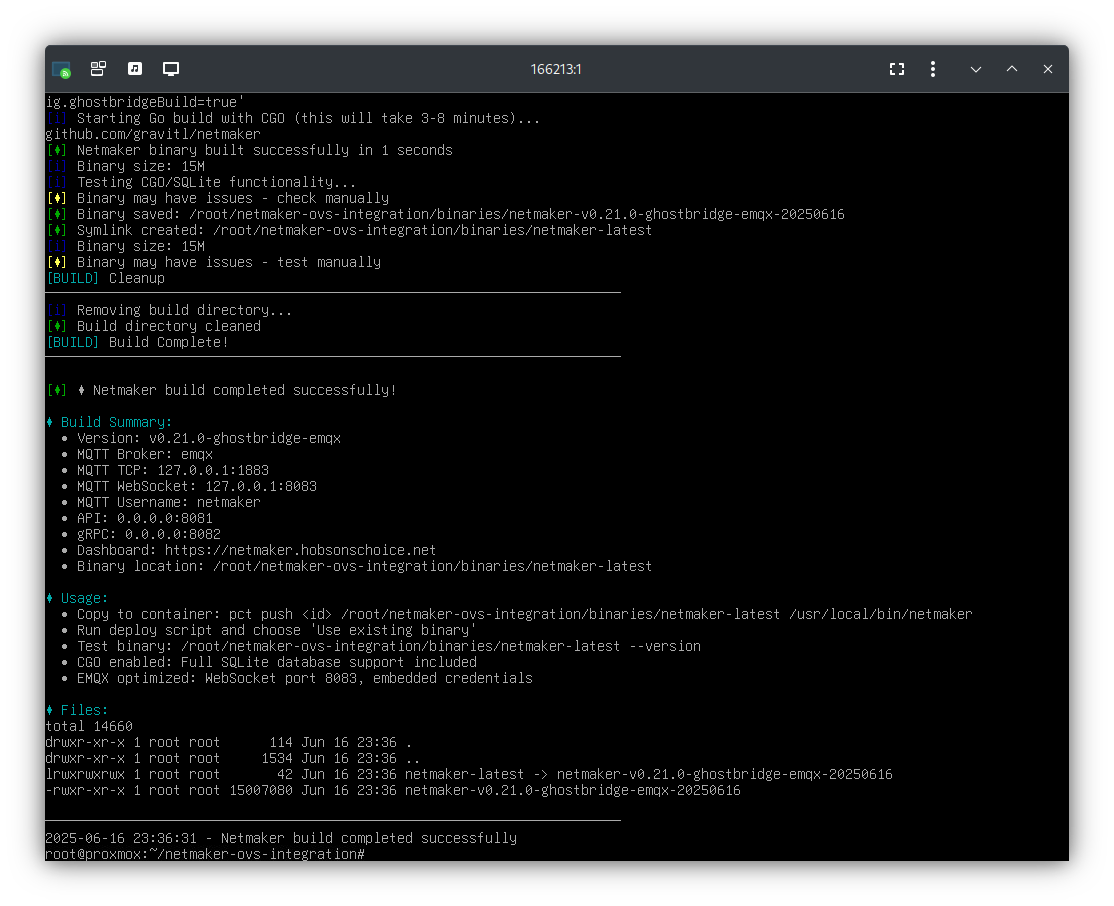 166213:1
ig.ghostbridgeBuild=true'
[i] Starting Go build with CGO (this will take 3-8 minutes)...
github.com/gravitl/netmaker
[♦] Netmaker binary built successfully in 1 seconds
[i] Binary size: 15M
[i] Testing CGO/SQLite functionality...
[♦] Binary may have issues - check manually
[♦] Binary saved: /root/netmaker-ovs-integration/binaries/netmaker-v0.21.0-ghostbridge-emqx-20250616
[♦] Symlink created: /root/netmaker-ovs-integration/binaries/netmaker-latest
[i] Binary size: 15M
[♦] Binary may have issues - test manually
[BUILD] Cleanup
[i] Removing build directory...
[♦] Build directory cleaned
[BUILD] Build Complete!
[♦] ♦ Netmaker build completed successfully!
♦ Build Summary:
• Version: v0.21.0-ghostbridge-emqx
• MQTT Broker: emqx
• MQTT TCP: 127.0.0.1:1883
• MQTT WebSocket: 127.0.0.1:8083
• MQTT Username: netmaker
• API: 0.0.0.0:8081
• gRPC: 0.0.0.0:8082
• Dashboard: https://netmaker.hobsonschoice.net
• Binary location: /root/netmaker-ovs-integration/binaries/netmaker-latest
♦ Usage:
• Copy to container: pct push <id> /root/netmaker-ovs-integration/binaries/netmaker-latest /usr/local/bin/netmaker
• Run deploy script and choose 'Use existing binary'
• Test binary: /root/netmaker-ovs-integration/binaries/netmaker-latest --version
• CGO enabled: Full SQLite database support included
• EMQX optimized: WebSocket port 8083, embedded credentials
♦ Files:
total 14660
drwxr-xr-x 1 root root      114 Jun 16 23:36 .
drwxr-xr-x 1 root root     1534 Jun 16 23:36 ..
lrwxrwxrwx 1 root root       42 Jun 16 23:36 netmaker-latest -> netmaker-v0.21.0-ghostbridge-emqx-20250616
-rwxr-xr-x 1 root root 15007080 Jun 16 23:36 netmaker-v0.21.0-ghostbridge-emqx-20250616
2025-06-16 23:36:31 - Netmaker build completed successfully
root@proxmox:~/netmaker-ovs-integration#